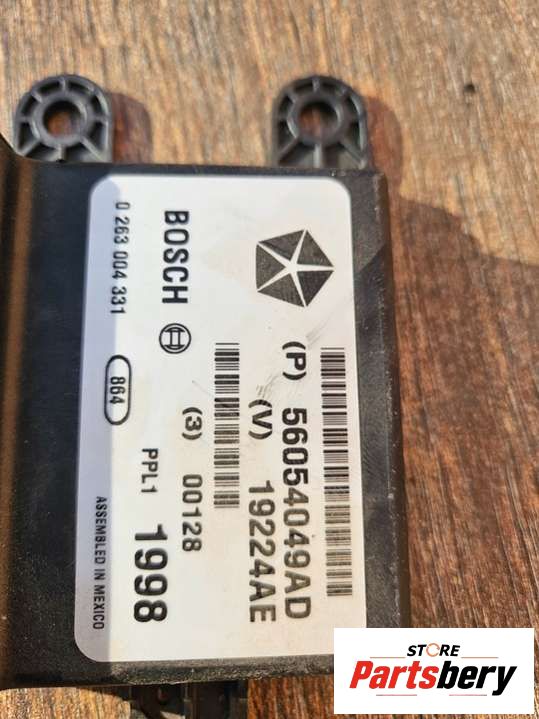 (P) 56054049AD
(V) 19224AE
(3) 00128
BOSCH
PPL1 1998
0 263 004 331
864
ASSEMBLED IN MEXICO
STORE
Partsbery